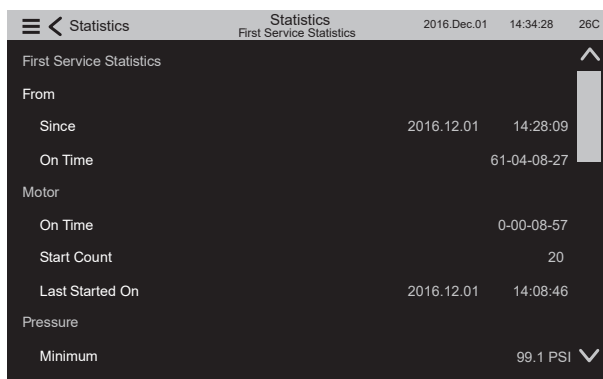 Statistics Statistics 2016.Dec.01 14:34:28 26C
First Service Statistics
First Service Statistics
From
Since 2016.12.01 14:28:09
On Time 61-04-08-27
Motor
On Time 0-00-08-57
Start Count 20
Last Started On 2016.12.01 14:08:46
Pressure
Minimum 99.1 PSI